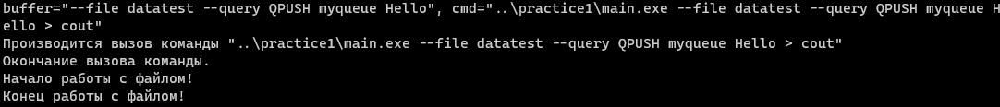 buffer="--file datatest --query QPUSH myqueue Hello", cmd="..\practice1\main.exe --file datatest --query QPUSH myqueue H
ello > cout"
Производится вызов команды "..\practice1\main.exe --file datatest --query QPUSH myqueue Hello > cout"
Окончание вызова команды.
Начало работы с файлом!
Конец работы с файлом!